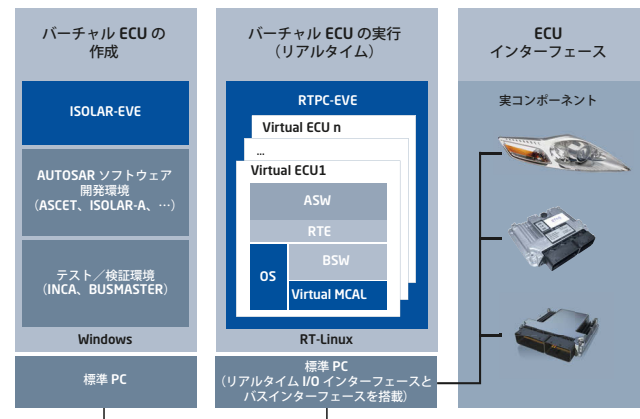 バーチャル ECU の
作成
ISOLAR-EVE
AUTOSAR ソフトウェア
開発環境
（ASCET、ISOLAR-A、…）
テスト／検証環境
（INCA、BUSMASTER）
Windows
標準 PC
バーチャル ECU の実行
（リアルタイム）
RTPC-EVE
Virtual ECU n
...
Virtual ECU1
ASW
RTE
OS
BSW
Virtual MCAL
RT-Linux
標準 PC
（リアルタイム I/O インターフェースと
バスインターフェースを搭載）
ECU
インターフェース
実コンポーネント